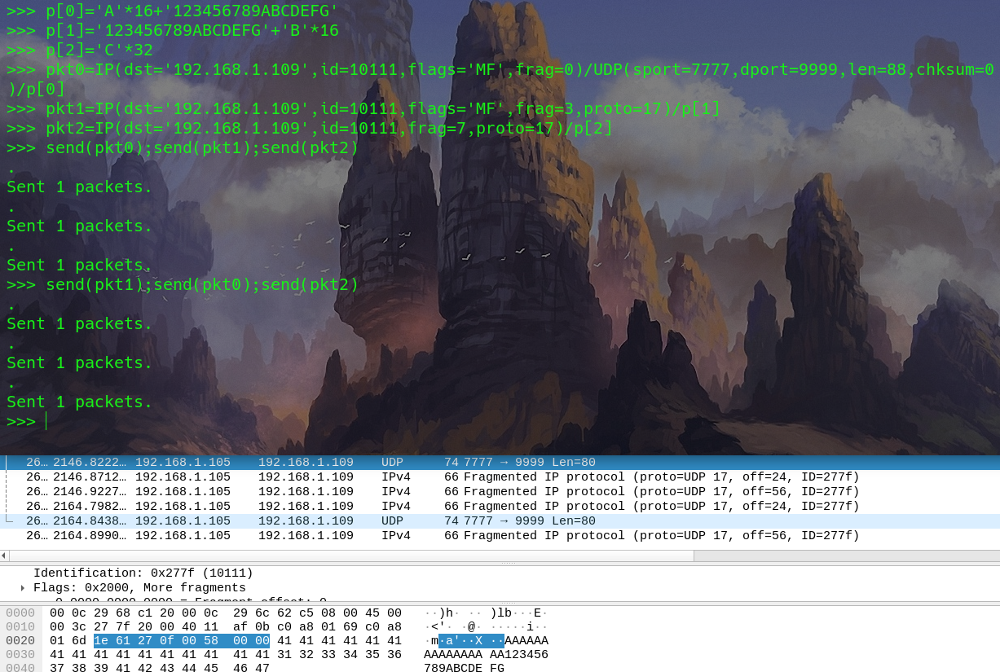 >>> p[0]='A'*16+'123456789ABCDEFG'
>>> p[1]='123456789ABCDEFG'+'B'*16
>>> p[2]='C'*32
>>> pkt0=IP(dst='192.168.1.109',id=10111,flags='MF',frag=0)/UDP(sport=7777,dport=9999,len=88,chksum=0
)/p[0]
>>> pkt1=IP(dst='192.168.1.109',id=10111,flags='MF',frag=3,proto=17)/p[1]
>>> pkt2=IP(dst='192.168.1.109',id=10111,frag=7,proto=17)/p[2]
>>> send(pkt0);send(pkt1);send(pkt2)
.
Sent 1 packets.
.
Sent 1 packets.
.
Sent 1 packets.
>>> send(pkt1);send(pkt0);send(pkt2)
.
Sent 1 packets.
.
Sent 1 packets.
.
Sent 1 packets.
>>>
26… 2146.8222… 192.168.1.105 192.168.1.109 UDP 74 7777 → 9999 Len=80
26… 2146.8712… 192.168.1.105 192.168.1.109 IPv4 66 Fragmented IP protocol (proto=UDP 17, off=24, ID=277f)
26… 2146.9227… 192.168.1.105 192.168.1.109 IPv4 66 Fragmented IP protocol (proto=UDP 17, off=56, ID=277f)
26… 2164.7982… 192.168.1.105 192.168.1.109 IPv4 66 Fragmented IP protocol (proto=UDP 17, off=24, ID=277f)
26… 2164.8438… 192.168.1.105 192.168.1.109 UDP 74 7777 → 9999 Len=80
26… 2164.8990… 192.168.1.105 192.168.1.109 IPv4 66 Fragmented IP protocol (proto=UDP 17, off=56, ID=277f)
Identification: 0x277f (10111)
Flags: 0x2000, More fragments
0000 00 0c 29 68 c1 20 00 0c 29 6c 62 c5 08 00 45 00 ··)h· ·· )lb···E·
0010 00 3c 27 7f 20 00 40 11 af 0b c0 a8 01 69 c0 a8 ·<'· ·@· ·····i··
0020 01 6d 1e 61 27 0f 00 58 00 00 41 41 41 41 41 41 ·m·a'··X ··AAAAAA
0030 41 41 41 41 41 41 41 41 41 41 31 32 33 34 35 36 AAAAAAAA AA123456
0040 37 38 39 41 42 43 44 45 46 47 789ABCDE FG